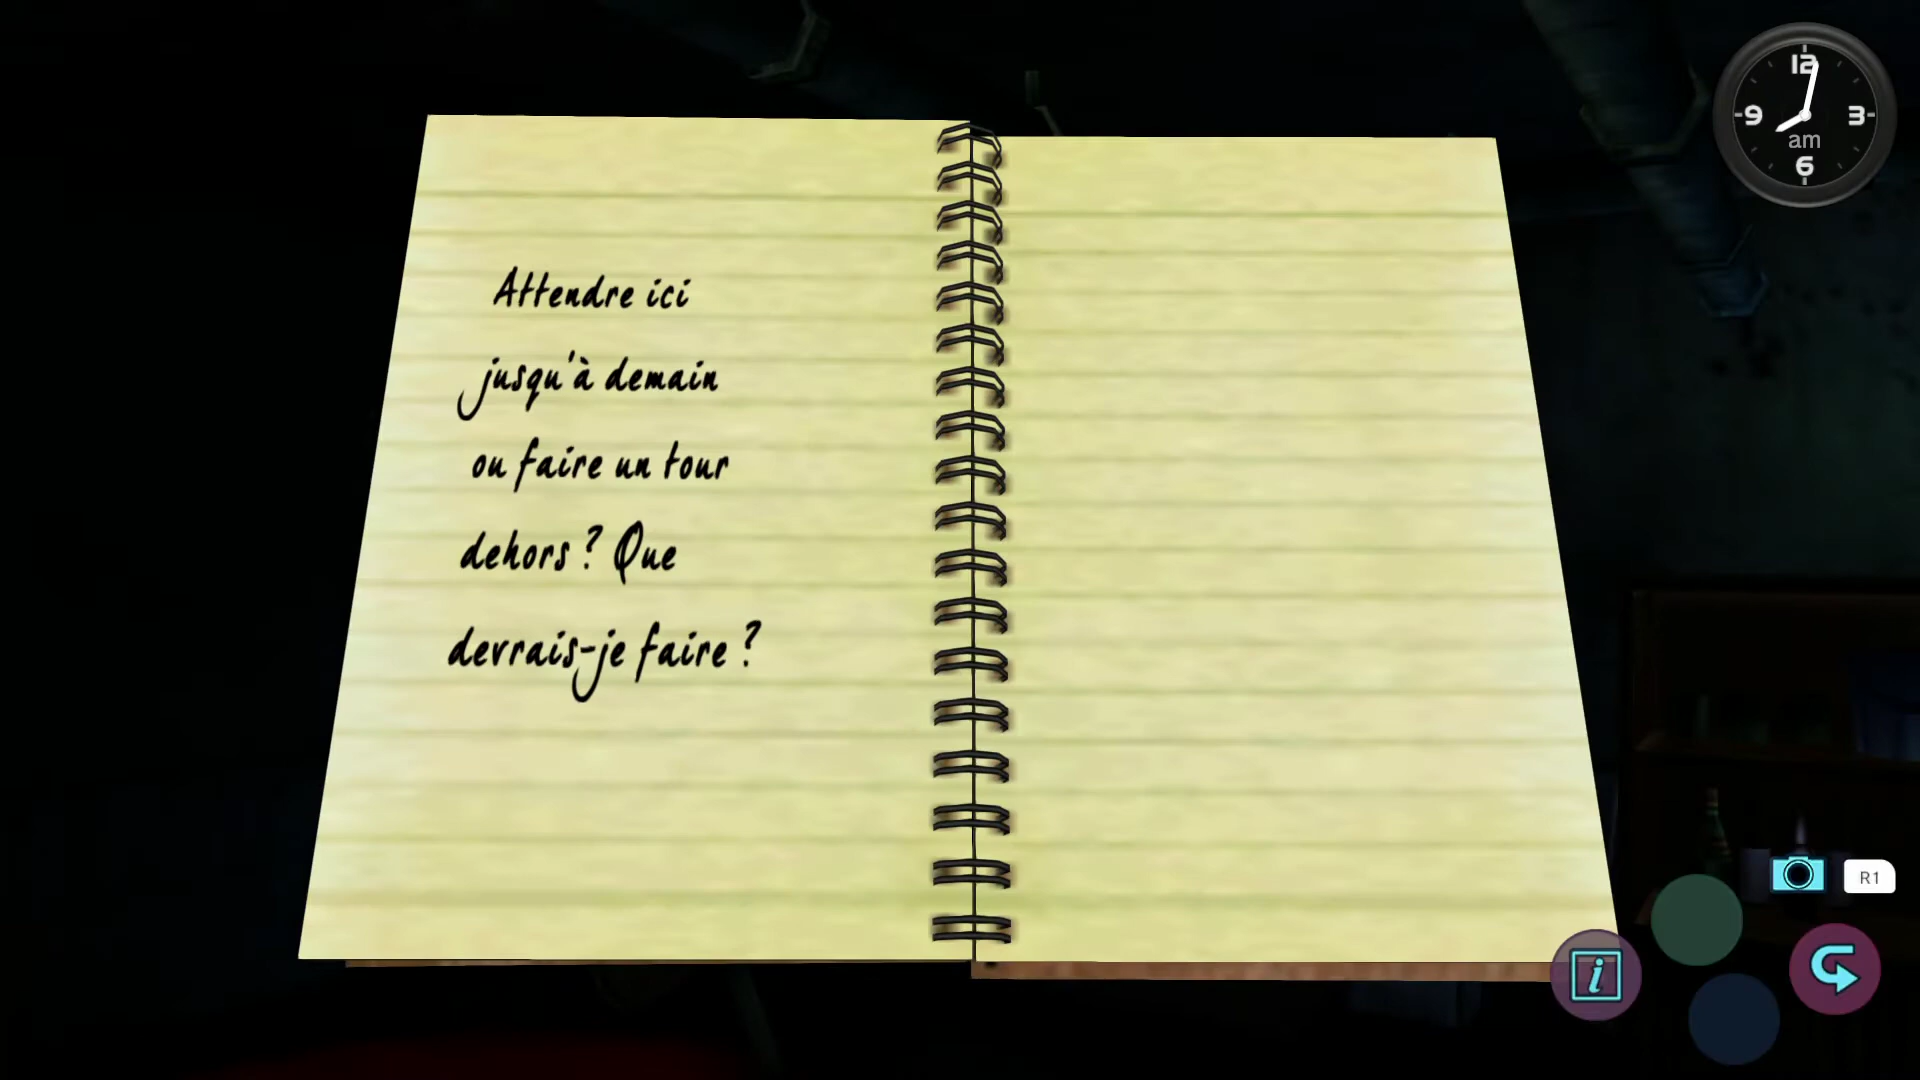 Attendre ici
jusqu'à demain
ou faire un tour
dehors ? Que
devrais-je faire ?
12
9
3
am
6
R1
i